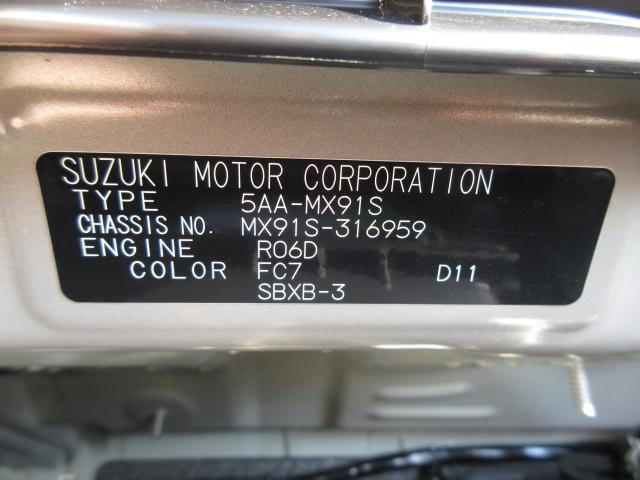 SUZUKI MOTOR CORPORATION
TYPE 5AA-MX91S
CHASSIS NO. MX91S-316959
ENGINE R06D
COLOR FC7 D11
SBXB-3